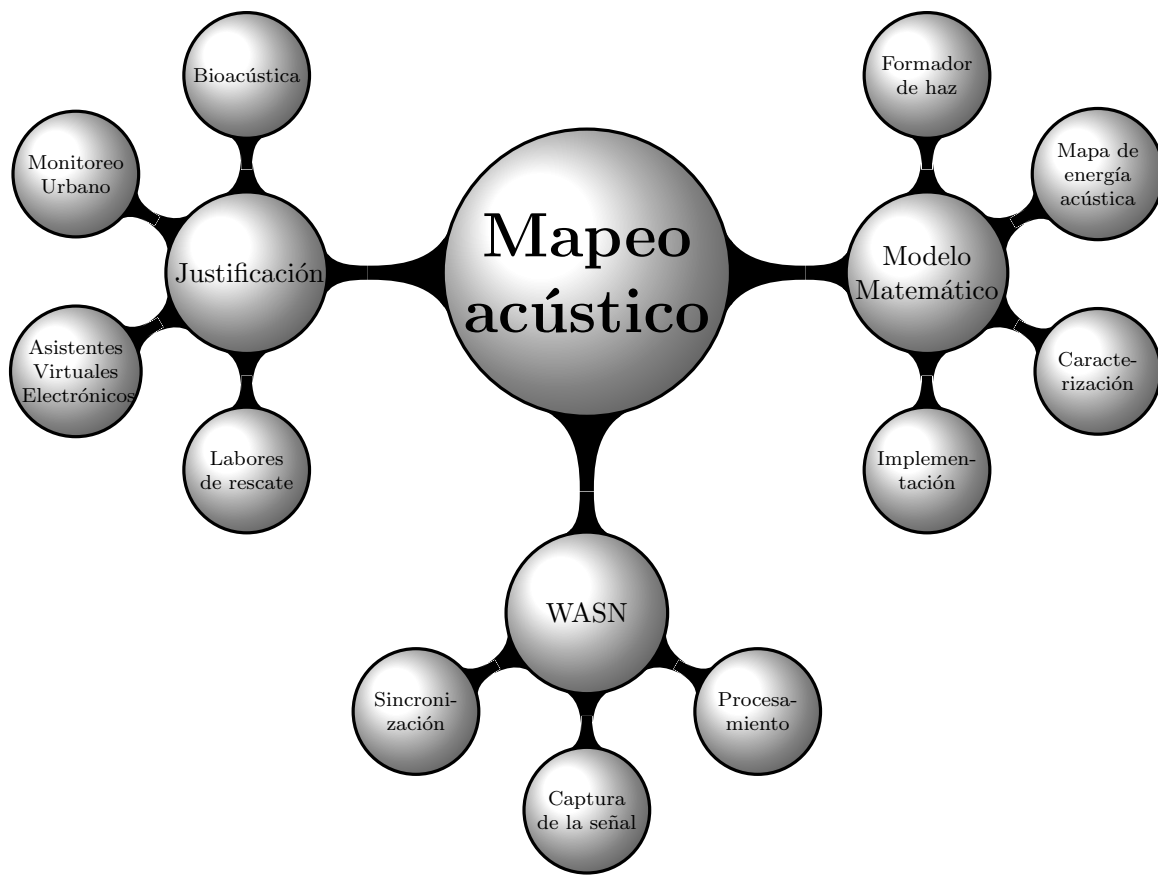 Mapeo
acústico
Justificación
Bioacústica
Monitoreo
Urbano
Asistentes
Virtuales
Electrónicos
Labores
de rescate
Modelo
Matemático
Formador
de haz
Mapa de
energía
acústica
Caracte-
rización
Implemen-
tación
WASN
Sincroni-
zación
Captura
de la señal
Procesa-
miento